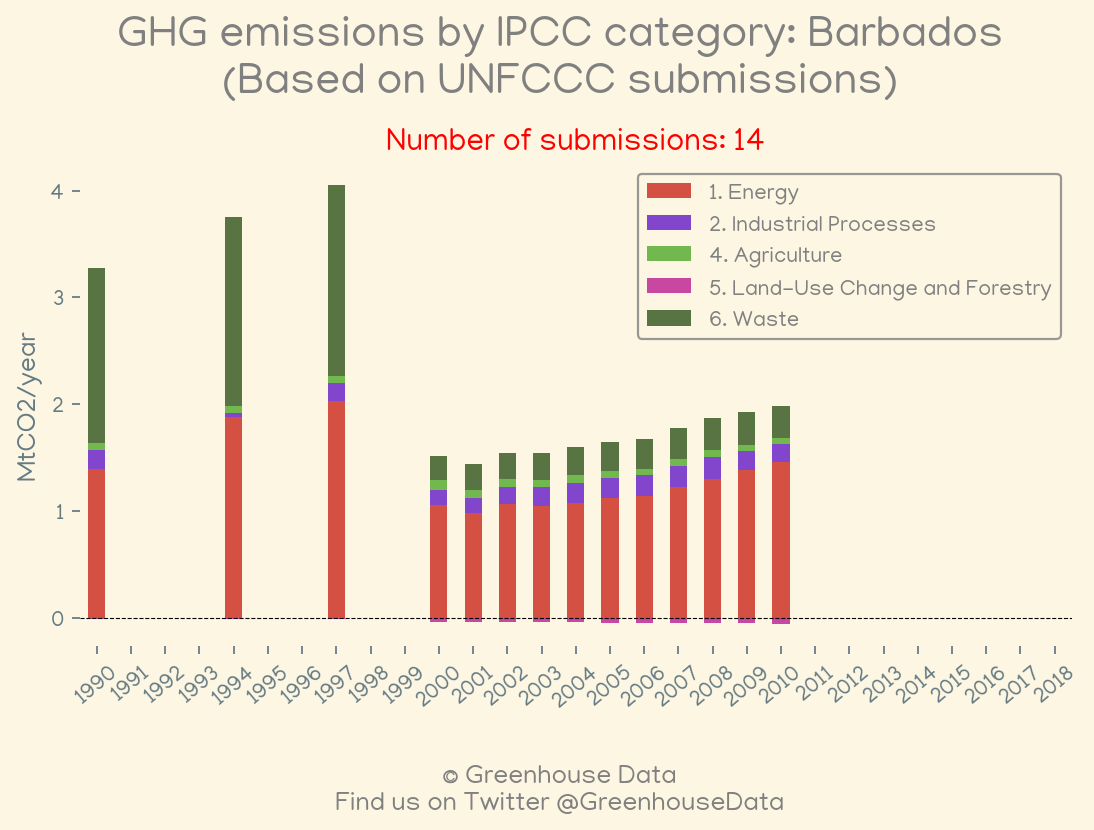 GHG emissions by IPCC category: Barbados
(Based on UNFCCC submissions)
Number of submissions: 14
1. Energy
2. Industrial Processes
4. Agriculture
5. Land-Use Change and Forestry
6. Waste
MtCO2/year
4
3
2
1
0
1990 1991 1992 1993 1994 1995 1996 1997 1998 1999 2000 2001 2002 2003 2004 2005 2006 2007 2008 2009 2010 2011 2012 2013 2014 2015 2016 2017 2018
© Greenhouse Data
Find us on Twitter @GreenhouseData